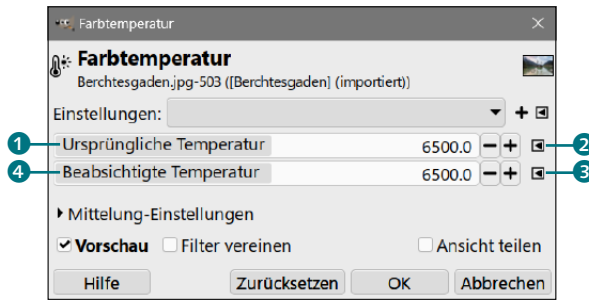 Farbtemperatur
Farbtemperatur
Berchtesgaden.jpg-503 ([Berchtesgaden] (importiert))
Einstellungen:
1 Ursprüngliche Temperatur 6500.0 2
4 Beabsichtigte Temperatur 6500.0 3
Mittelung-Einstellungen
Vorschau Filter vereinen Ansicht teilen
Hilfe Zurücksetzen OK Abbrechen